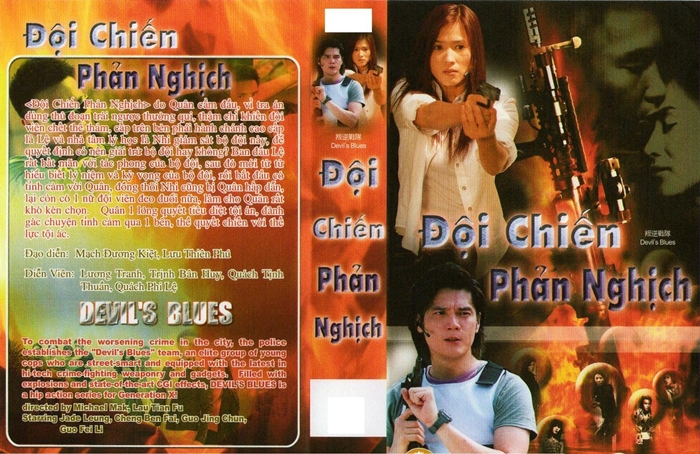 Đội Chiến
Phản Nghịch
<Đội Chiến Phản Nghịch> do Quân cầm đầu, vì tra án
dùng thủ đoạn trái ngược thường qui, thậm chí khiến đội
viên chết thê thảm, cấp trên bèn phái hành chánh cao cấp
là Lệ và nhà tâm lý học là Nhi giám sát bộ đội này, để
quyết định có nên giải tán bộ đội hay không? Ban đầu Lệ
rất bất mãn với tác phong của bộ đội, sau đó mới từ từ
hiểu biết lý niệm và kỳ vọng của bộ đội, rồi bắt đầu có
tình cảm với Quân, đồng thời Nhi cũng bị Quân hấp dẫn,
lại còn có 1 nữ đội viên đeo đuổi nữa, làm cho Quân rất
khó kén chọn. Quân 1 lòng quyết tiêu diệt tội ác, đành
gác chuyện tình cảm qua 1 bên, thề quyết chiến với thế
lực tội ác.
Đạo diễn: Mạch Đương Kiệt, Lưu Thiên Phú
Diễn Viên: Lương Tranh, Trịnh Bân Huy, Quách Tịnh
Thuần, Quách Phi Lệ
DEVIL'S BLUES
To combat the worsening crime in the city, the police
establishes the "Devil's Blues" team, an elite group of young
cops who are street-smart and equipped with the latest in
hi-tech crime-fighting weaponry and gadgets. Filled with
explosions and state-of-the-art CGI effects, DEVIL'S BLUES is
a hip action series for Generation X!
directed by Michael Mak, Lau Tian Fu
Starring Jade Leung, Cheng Ben Fai, Guo Jing Chun,
Guo Fei Li
叛逆戰隊
Devil's Blues
Đội
Chiến
Phản
Nghịch
Đội Chiến
叛逆戰隊
Devil's Blues
Phản Nghịch